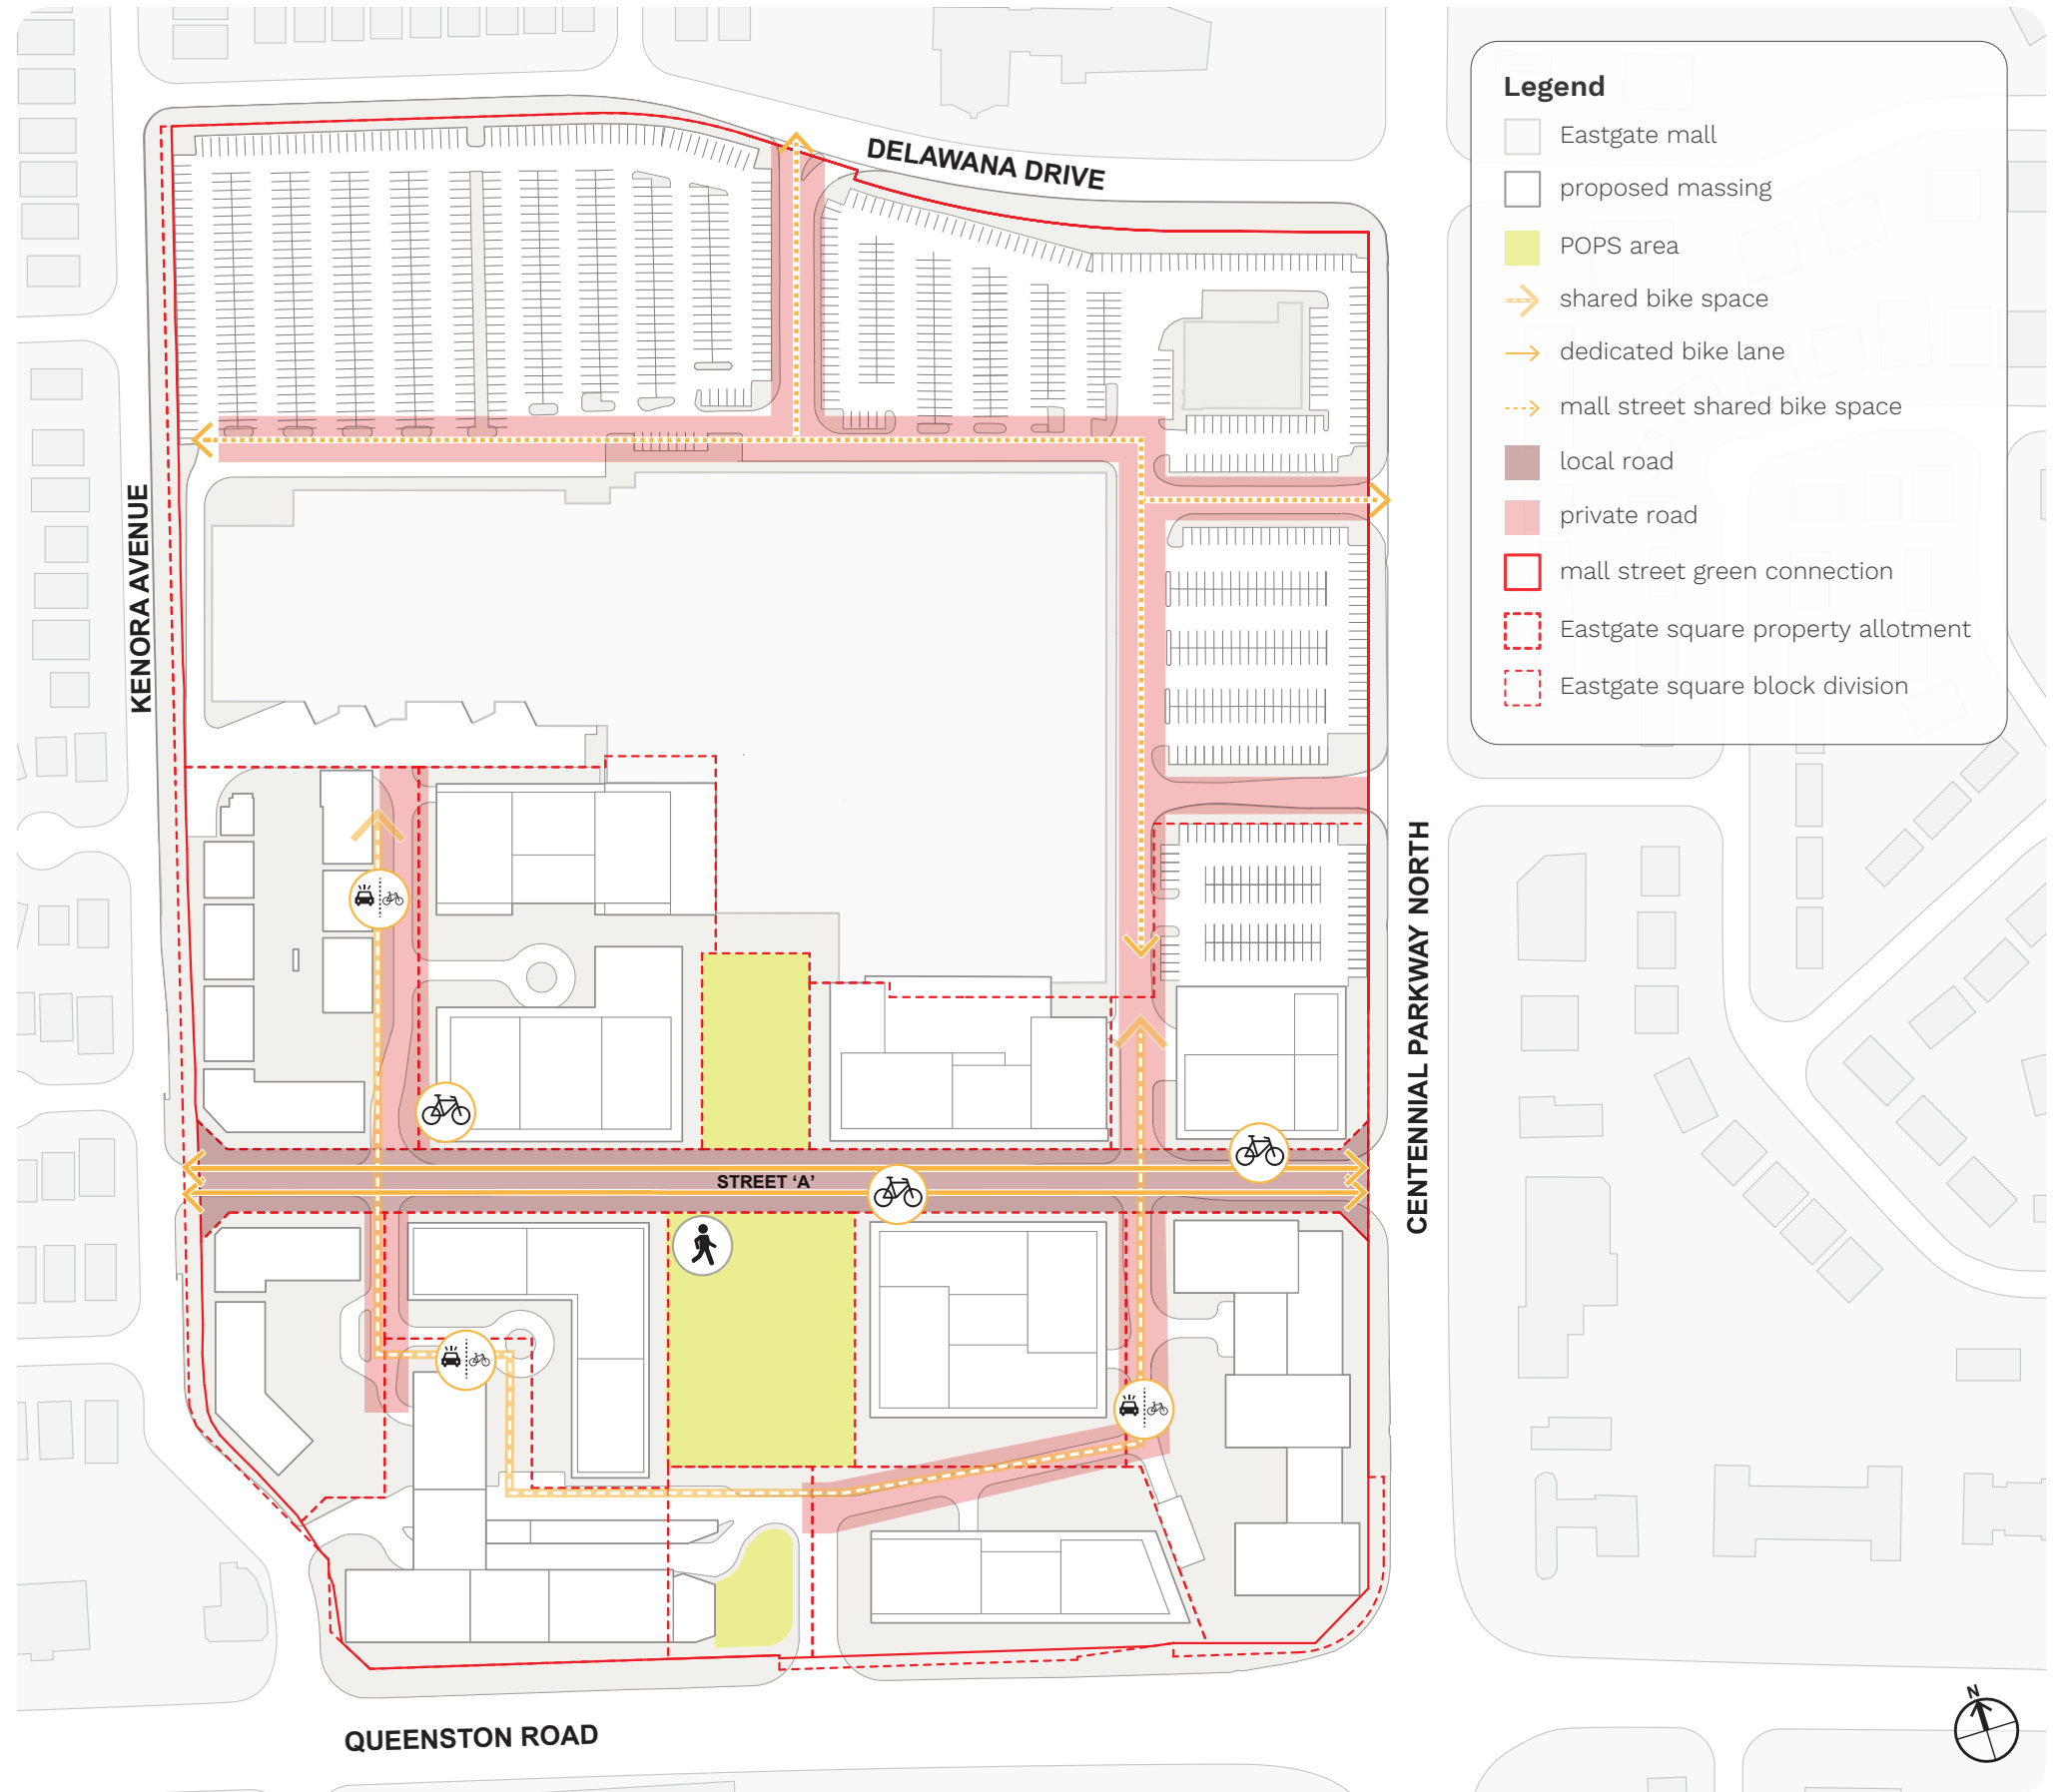 DELAWANA DRIVE
Legend
Eastgate mall
proposed massing
POPS area
shared bike space
dedicated bike lane
mall street shared bike space
local road
private road
mall street green connection
Eastgate square property allotment
Eastgate square block division
KENORA AVENUE
CENTENNIAL PARKWAY NORTH
STREET ‘A’
QUEENSTON ROAD
N